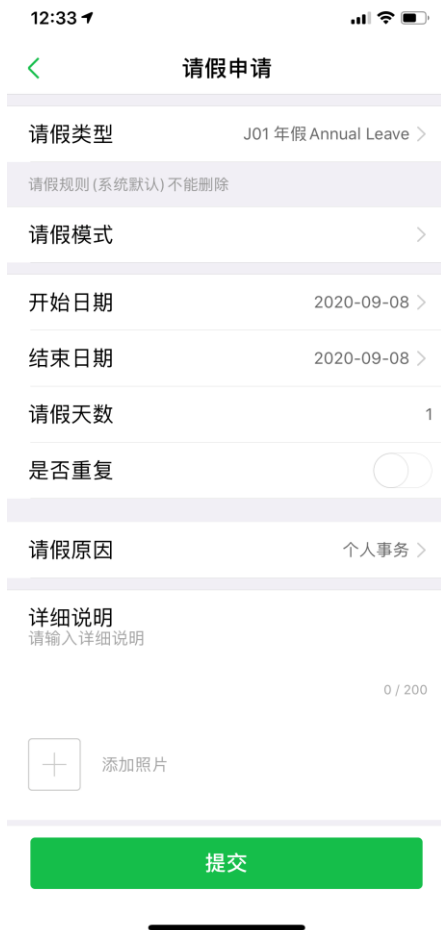 12:33
请假申请
请假类型 J01 年假 Annual Leave
请假规则 (系统默认) 不能删除
请假模式
开始日期 2020-09-08
结束日期 2020-09-08
请假天数 1
是否重复
请假原因 个人事务
详细说明
请输入详细说明
0 / 200
添加照片
提交